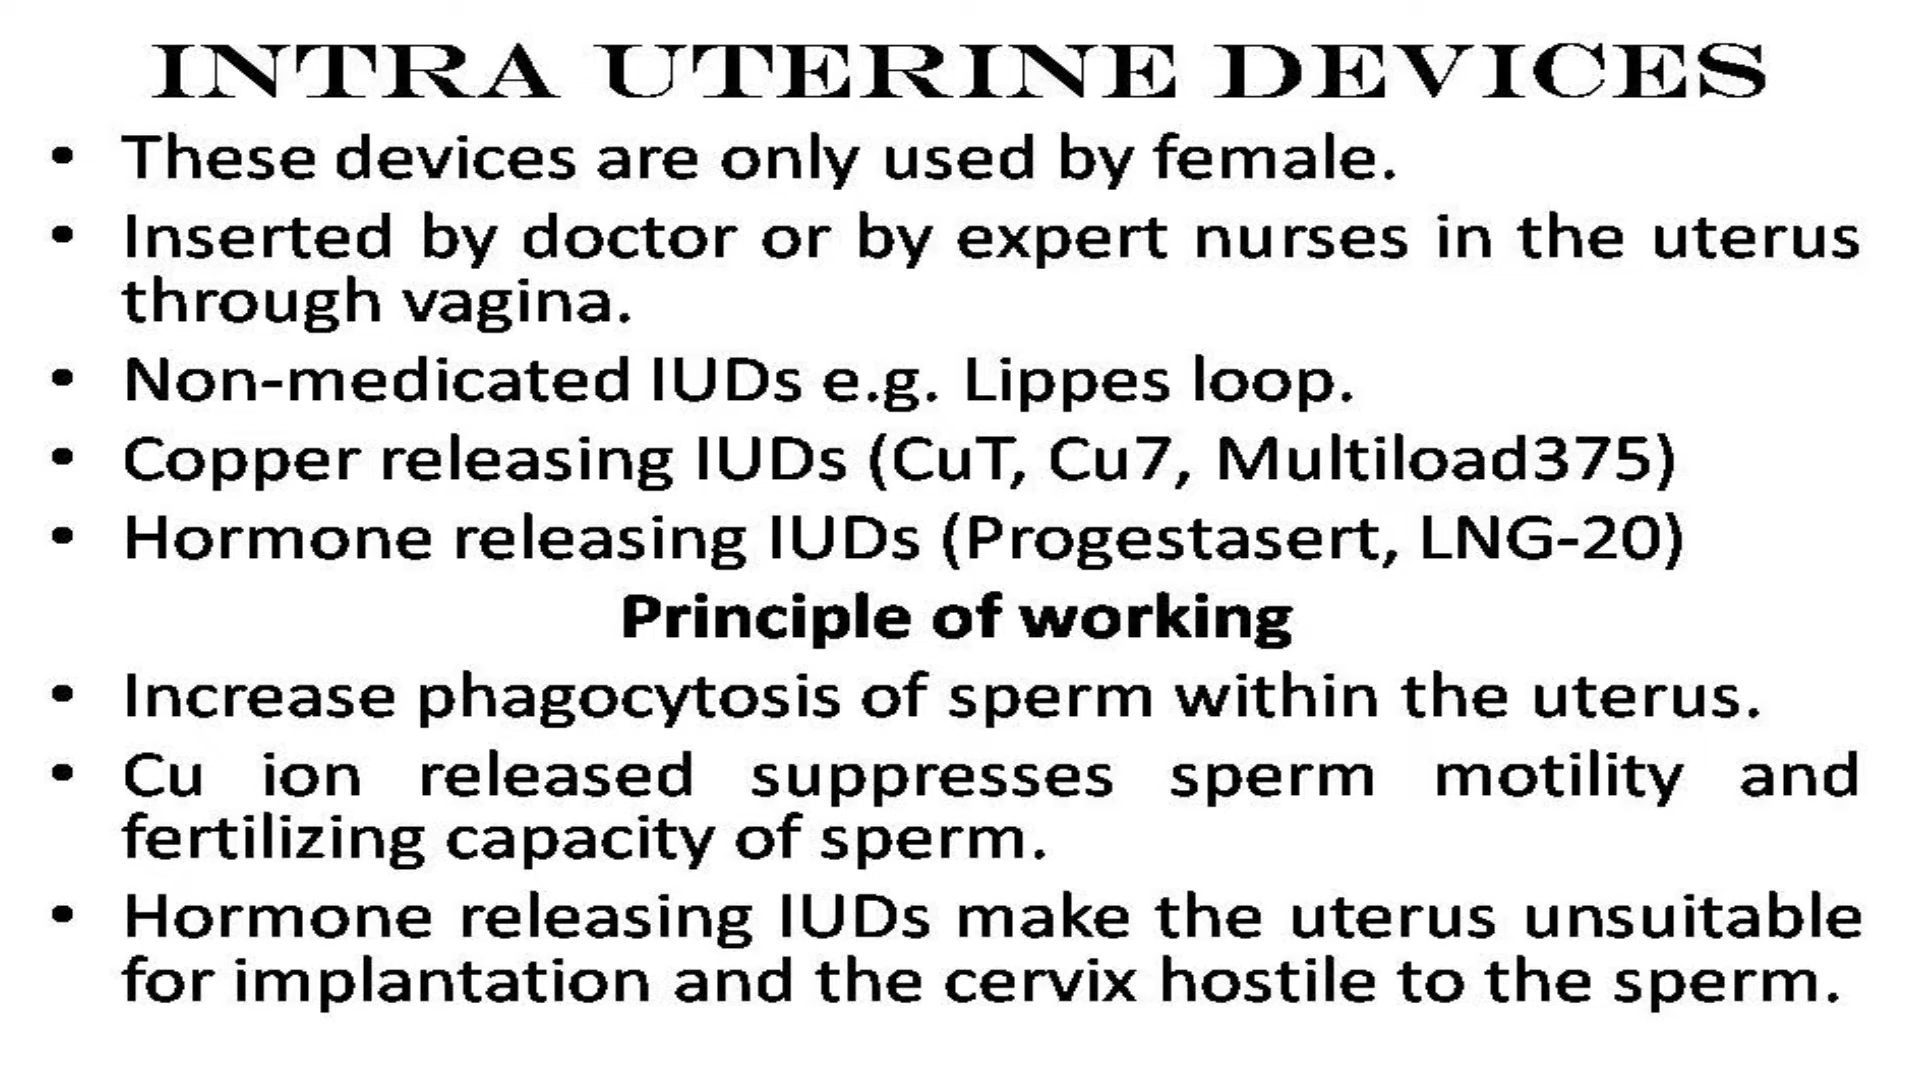 INTRA UTERINE DEVICES
• These devices are only used by female.
• Inserted by doctor or by expert nurses in the uterus
through vagina.
• Non-medicated IUDs e.g. Lippes loop.
• Copper releasing IUDs (CuT, Cu7, Multiload375)
• Hormone releasing IUDs (Progestasert, LNG-20)
Principle of working
• Increase phagocytosis of sperm within the uterus.
• Cu ion released suppresses sperm motility and
fertilizing capacity of sperm.
• Hormone releasing IUDs make the uterus unsuitable
for implantation and the cervix hostile to the sperm.